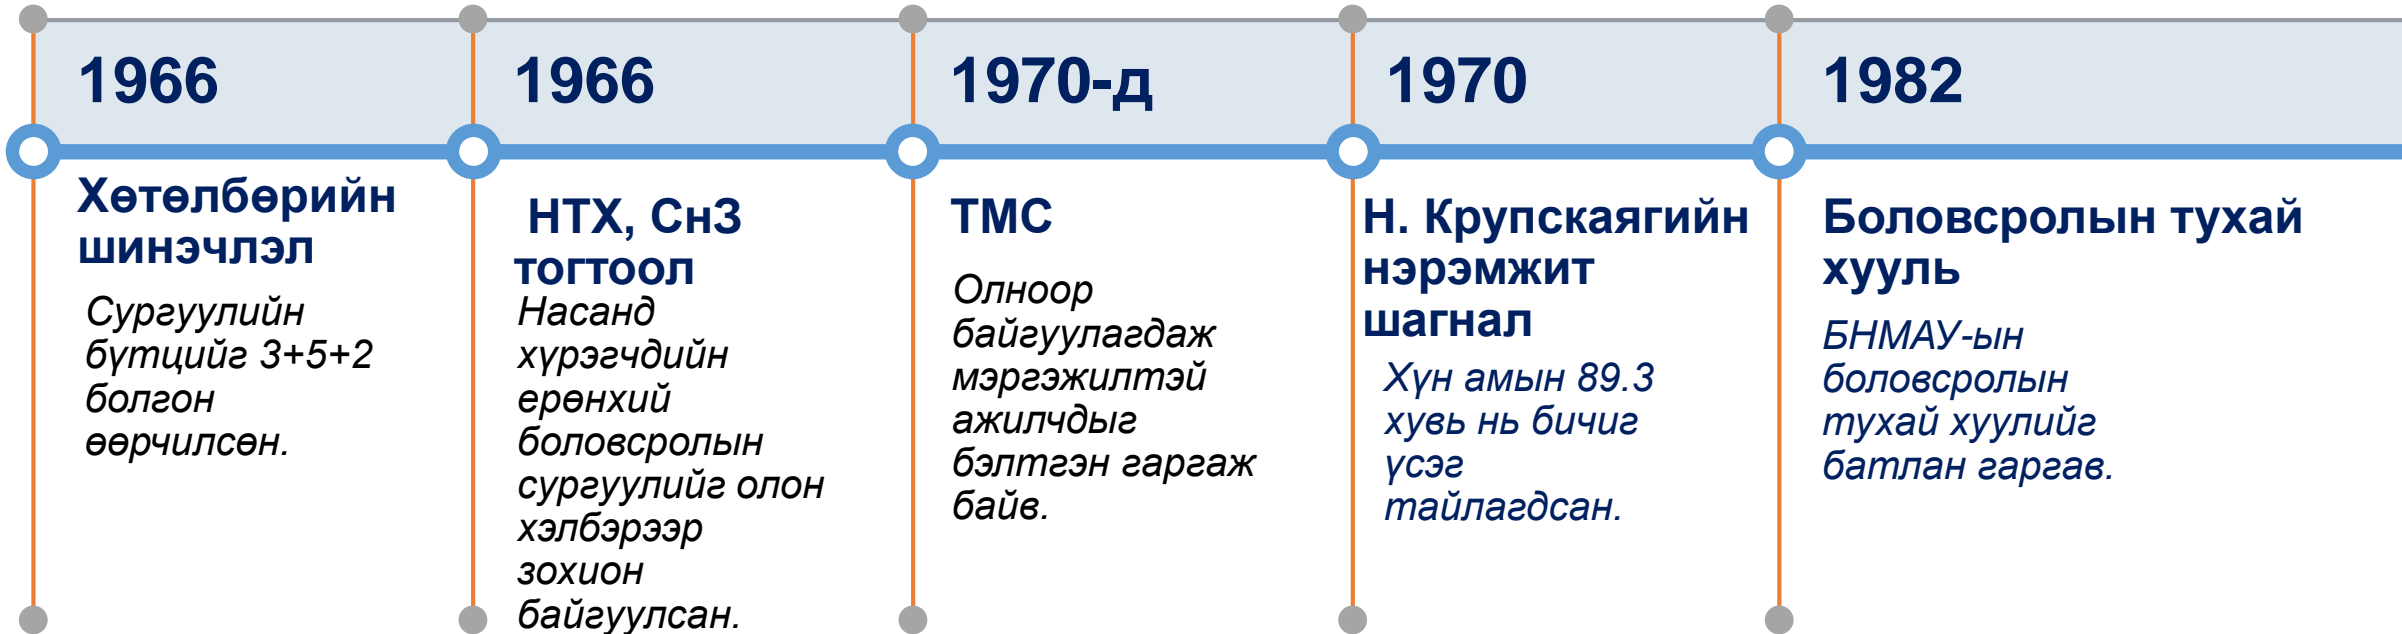 1966
Хөтөлбөрийн
шинэчлэл
Сургуулийн
бүтцийг 3+5+2
болгон
өөрчилсөн.
1966
НТХ, СнЗ
тогтоол
Насанд
хүрэгчдийн
ерөнхий
боловсролын
сургуулийг олон
хэлбэрээр
зохион
байгуулсан.
1970-д
ТМС
Олноор
байгуулагдаж
мэргэжилтэй
ажилчдыг
бэлтгэн гаргаж
байв.
1970
Н. Крупскаягийн
нэрэмжит
шагнал
Хүн амын 89.3
хувь нь бичиг
үсэг
тайлагдсан.
1982
Боловсролын тухай
хууль
БНМАУ-ын
боловсролын
тухай хуулийг
батлан гаргав.